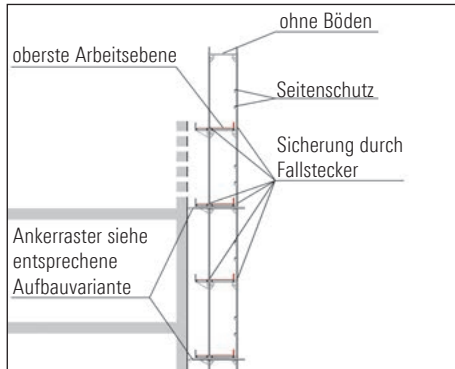 ohne Böden
oberste Arbeitsebene
Seitenschutz
Sicherung durch
Fallstecker
Ankerraster siehe
entsprechene
Aufbauvariante